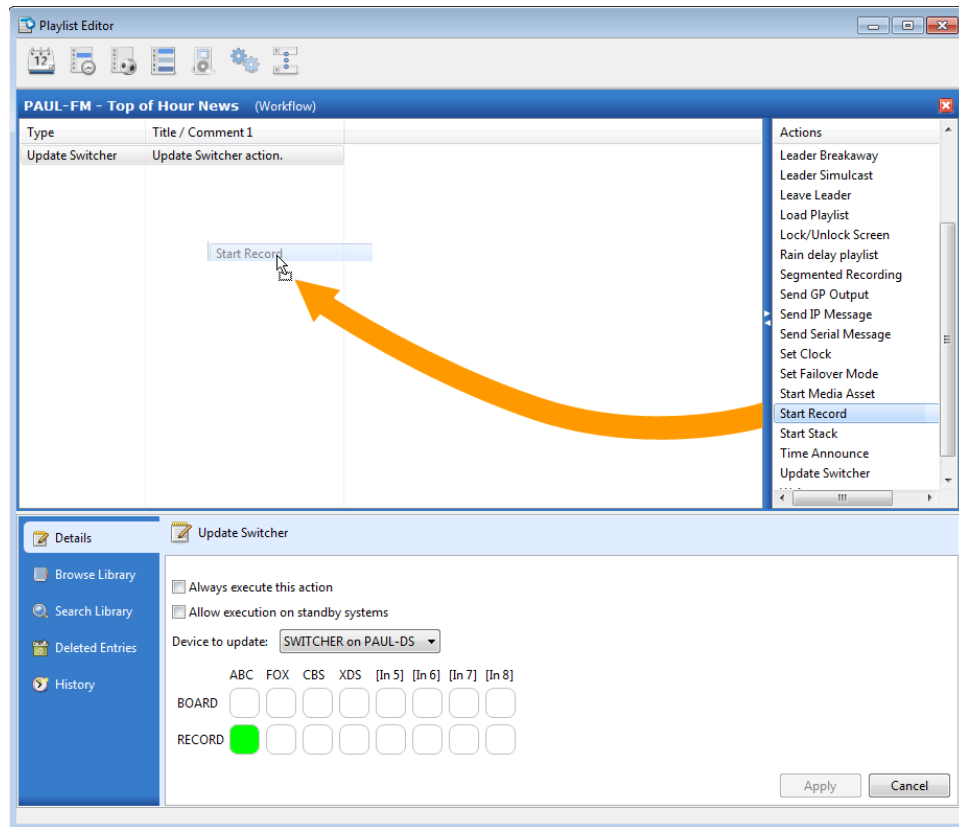 Playlist Editor
12
PAUL-FM - Top of Hour News (Workflow)
Type Title / Comment 1
Update Switcher Update Switcher action.
Start Record
Actions
Leader Breakaway
Leader Simulcast
Leave Leader
Load Playlist
Lock/Unlock Screen
Rain delay playlist
Segmented Recording
Send GP Output
Send IP Message
Send Serial Message
Set Clock
Set Failover Mode
Start Media Asset
Start Record
Start Stack
Time Announce
Update Switcher
Details
Browse Library
Search Library
Deleted Entries
History
Update Switcher
Always execute this action
Allow execution on standby systems
Device to update: SWITCHER on PAUL-DS
ABC FOX CBS XDS [In 5] [In 6] [In 7] [In 8]
BOARD
RECORD
Apply Cancel